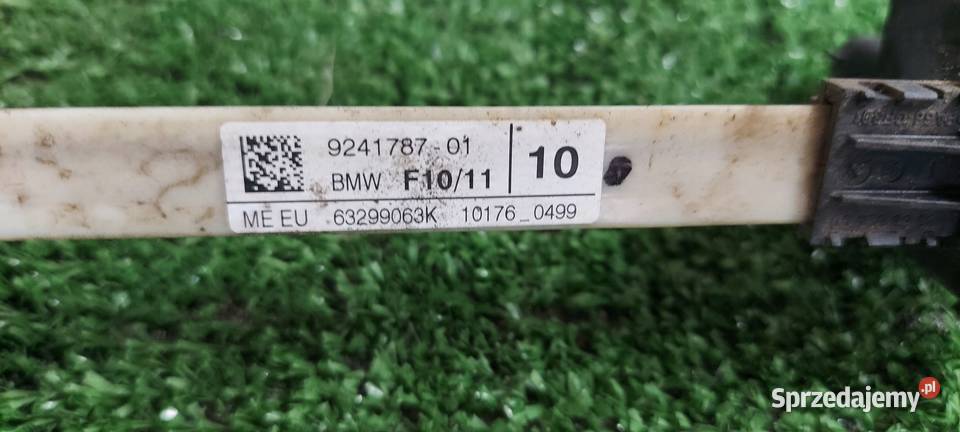 9241787-01
BMW F10/11
10
ME EU 63299063K 10176_0499
Sprzedajemy.pl